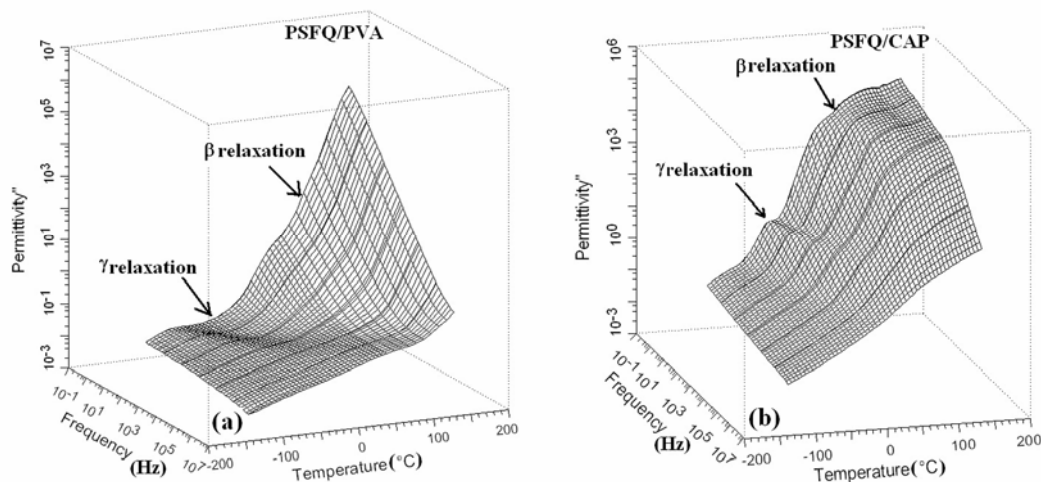 PSFQ/PVA
β relaxation
γ relaxation
Permittivity"
10^7
10^5
10^3
10^1
10^-1
10^-3
10^-1 10^1 10^3 10^5 10^7
Frequency
(Hz)
(a)
-200 -100 0 100 200
Temperature(°C)
PSFQ/CAP
βrelaxation
γrelaxation
Permittivity"
10^6
10^3
10^0
10^-3
10^-1 10^1 10^3 10^5 10^7
Frequency
(Hz)
(b)
-200 -100 0 100 200
Temperature(°C)